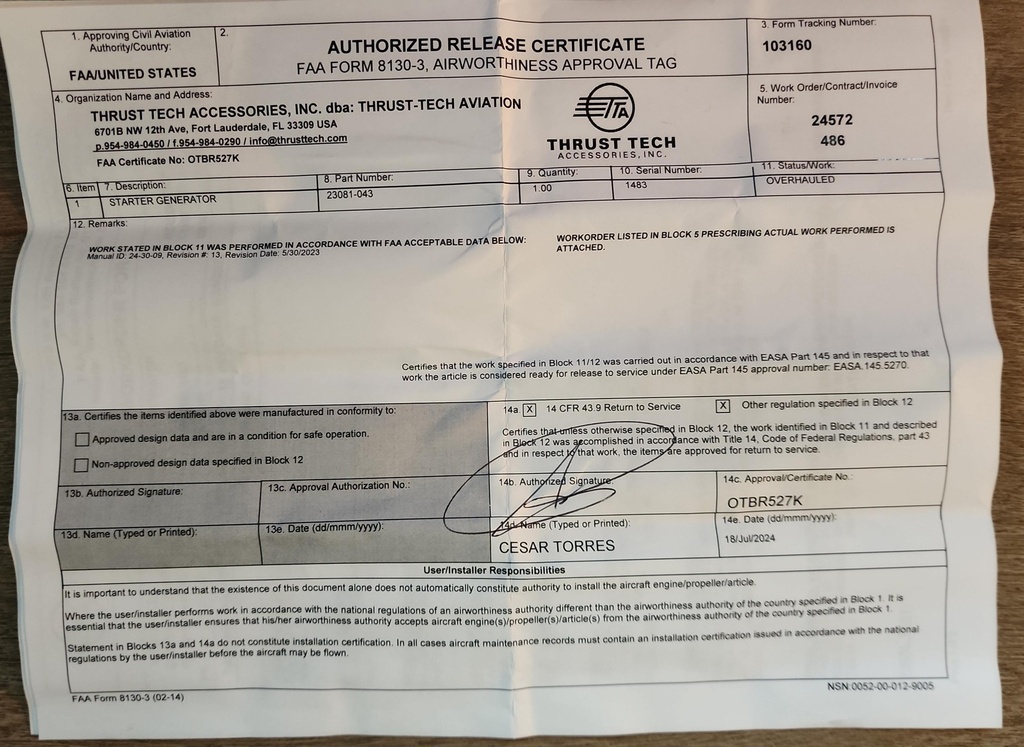 1. Approving Civil Aviation
Authority/Country:
FAA/UNITED STATES
2.
AUTHORIZED RELEASE CERTIFICATE
FAA FORM 8130-3, AIRWORTHINESS APPROVAL TAG
3. Form Tracking Number:
103160
4. Organization Name and Address:
THRUST TECH ACCESSORIES, INC. dba: THRUST-TECH AVIATION
6701B NW 12th Ave, Fort Lauderdale, FL 33309 USA
p.954-984-0450 / f.954-984-0290 / info@thrusttech.com
FAA Certificate No: OTBR527K
TTA
THRUST TECH
ACCESSORIES, INC.
5. Work Order/Contract/Invoice
Number:
24572
486
6. Item
7. Description:
8. Part Number:
9. Quantity:
10. Serial Number:
11. Status/Work:
1
STARTER GENERATOR
23081-043
1.00
1483
OVERHAULED
12. Remarks:
WORK STATED IN BLOCK 11 WAS PERFORMED IN ACCORDANCE WITH FAA ACCEPTABLE DATA BELOW:
Manual ID: 24-30-09, Revision #: 13, Revision Date: 5/30/2023
WORKORDER LISTED IN BLOCK 5 PRESCRIBING ACTUAL WORK PERFORMED IS
ATTACHED.
Certifies that the work specified in Block 11/12 was carried out in accordance with EASA Part 145 and in respect to that
work the article is considered ready for release to service under EASA Part 145 approval number: EASA.145.5270.
13a. Certifies the items identified above were manufactured in conformity to:
Approved design data and are in a condition for safe operation.
Non-approved design data specified in Block 12
14a. X 14 CFR 43.9 Return to Service
X Other regulation specified in Block 12
Certifies that unless otherwise specified in Block 12, the work identified in Block 11 and described
in Block 12 was accomplished in accordance with Title 14, Code of Federal Regulations, part 43
and in respect to that work, the items are approved for return to service.
13b. Authorized Signature:
13c. Approval Authorization No.:
14b. Authorized Signature:
14c. Approval/Certificate No.:
OTBR527K
13d. Name (Typed or Printed):
13e. Date (dd/mmm/yyyy):
14d. Name (Typed or Printed):
CESAR TORRES
14e. Date (dd/mmm/yyyy):
18/Jul/2024
User/Installer Responsibilities
It is important to understand that the existence of this document alone does not automatically constitute authority to install the aircraft engine/propeller/article.
Where the user/installer performs work in accordance with the national regulations of an airworthiness authority different than the airworthiness authority of the country specified in Block 1. It is
essential that the user/installer ensures that his/her airworthiness authority accepts aircraft engine(s)/propeller(s)/article(s) from the airworthiness authority of the country specified in Block 1.
Statement in Blocks 13a and 14a do not constitute installation certification. In all cases aircraft maintenance records must contain an installation certification issued in accordance with the national
regulations by the user/installer before the aircraft may be flown.
FAA Form 8130-3 (02-14)
NSN:0052-00-012-9005